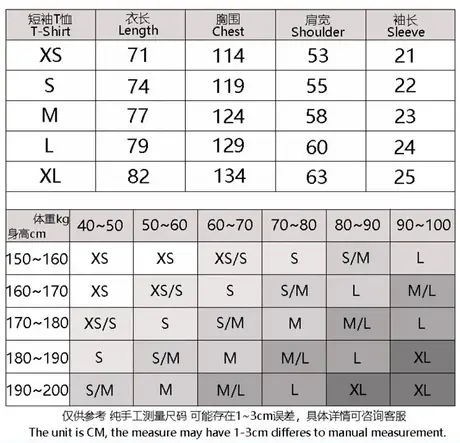 短袖T恤 衣长 胸围 肩宽 袖长
T-Shirt Length Chest Shoulder Sleeve
XS 71 114 53 21
S 74 119 55 22
M 77 124 58 23
L 79 129 60 24
XL 82 134 63 25
体重kg
身高cm 40~50 50~60 60~70 70~80 80~90 90~100
150~160 XS XS XS/S S S/M L
160~170 XS XS/S S S/M L M/L
170~180 XS/S S S/M M M/L L
180~190 S S/M M M/L L XL
190~200 S/M M M/L L XL XL
仅供参考 纯手工测量尺码 可能存在1~3cm误差，具体详情可咨询客服
The unit is CM, the measure may have 1-3cm differes to manual measurement.